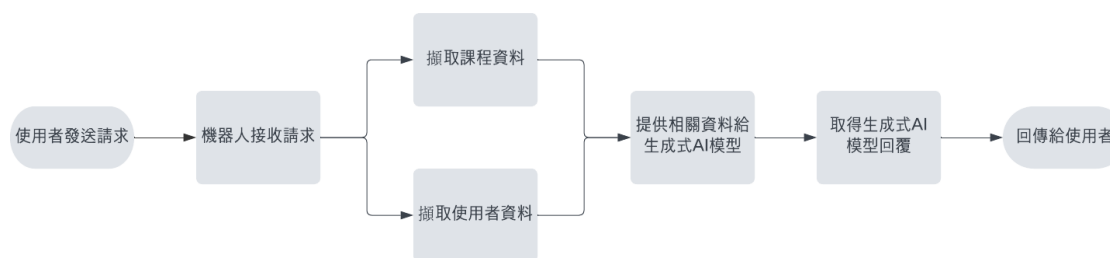 使用者發送請求
機器人接收請求
擷取課程資料
擷取使用者資料
提供相關資料給
生成式AI模型
取得生成式AI
模型回覆
回傳給使用者